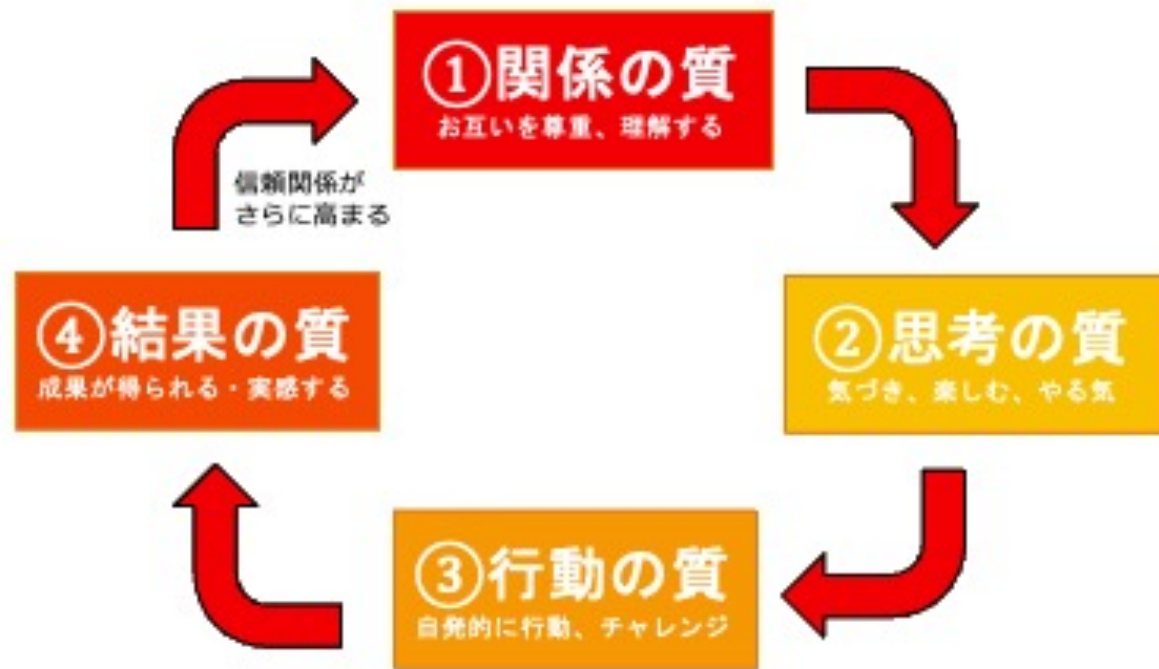 ①関係の質
お互いを尊重、理解する
信頼関係が
さらに高まる
④結果の質
成果が得られる・実感する
②思考の質
気づき、楽しむ、やる気
③行動の質
自発的に行動、チャレンジ